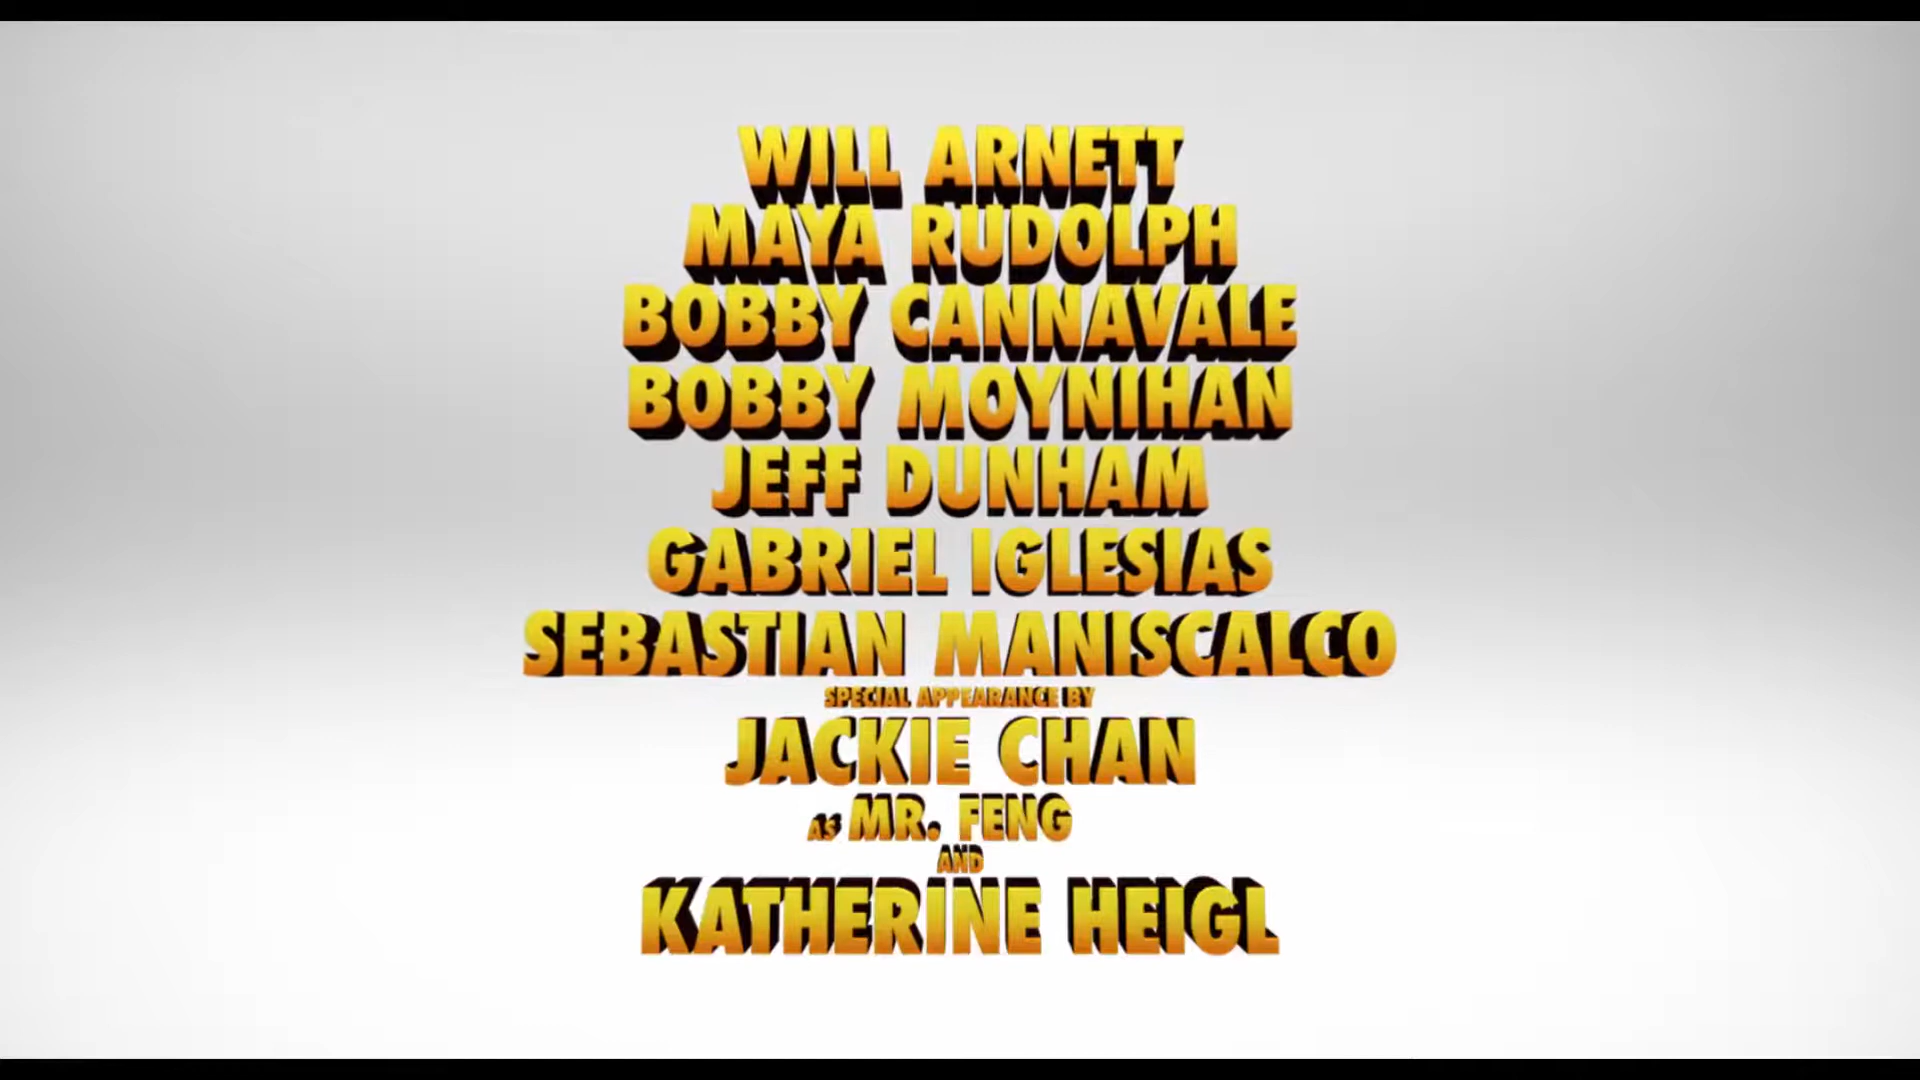 WILL ARNETT
MAYA RUDOLPH
BOBBY CANNAVALE
BOBBY MOYNIHAN
JEFF DUNHAM
GABRIEL IGLESIAS
SEBASTIAN MANISCALCO
SPECIAL APPEARANCE BY
JACKIE CHAN
AS MR. FENG
AND
KATHERINE HEIGL